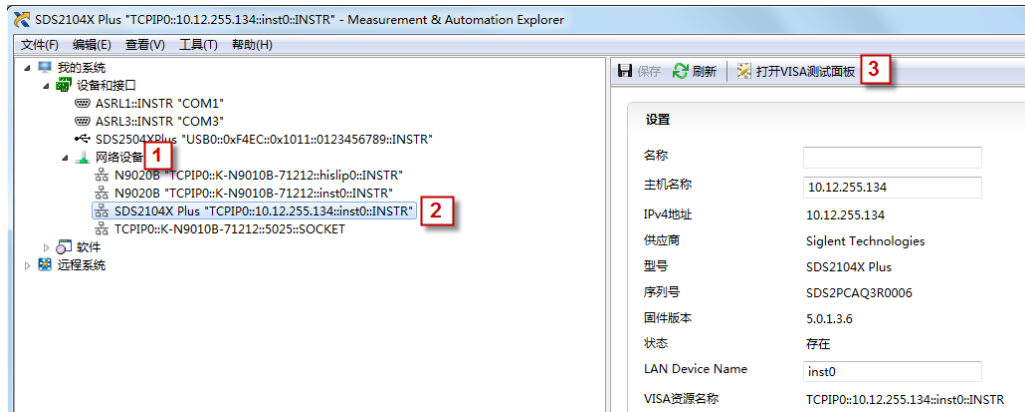 SDS2104X Plus "TCPIP0::10.12.255.134::inst0::INSTR" - Measurement & Automation Explorer
文件(F) 编辑(E) 查看(V) 工具(T) 帮助(H)
我的系统
设备和接口
ASRL1::INSTR "COM1"
ASRL3::INSTR "COM3"
SDS2504XPlus "USB0::0xF4EC::0x1011::0123456789::INSTR"
网络设备 1
N9020B "TCPIP0::K-N9010B-71212::hislip0::INSTR"
N9020B "TCPIP0::K-N9010B-71212::inst0::INSTR"
SDS2104X Plus "TCPIP0::10.12.255.134::inst0::INSTR" 2
TCPIP0::K-N9010B-71212::5025::SOCKET
软件
远程系统
保存 刷新 打开VISA测试面板 3
设置
名称
主机名称 10.12.255.134
IPv4地址 10.12.255.134
供应商 Siglent Technologies
型号 SDS2104X Plus
序列号 SDS2PCAQ3R0006
固件版本 5.0.1.3.6
状态 存在
LAN Device Name inst0
VISA资源名称 TCPIP0::10.12.255.134::inst0::INSTR